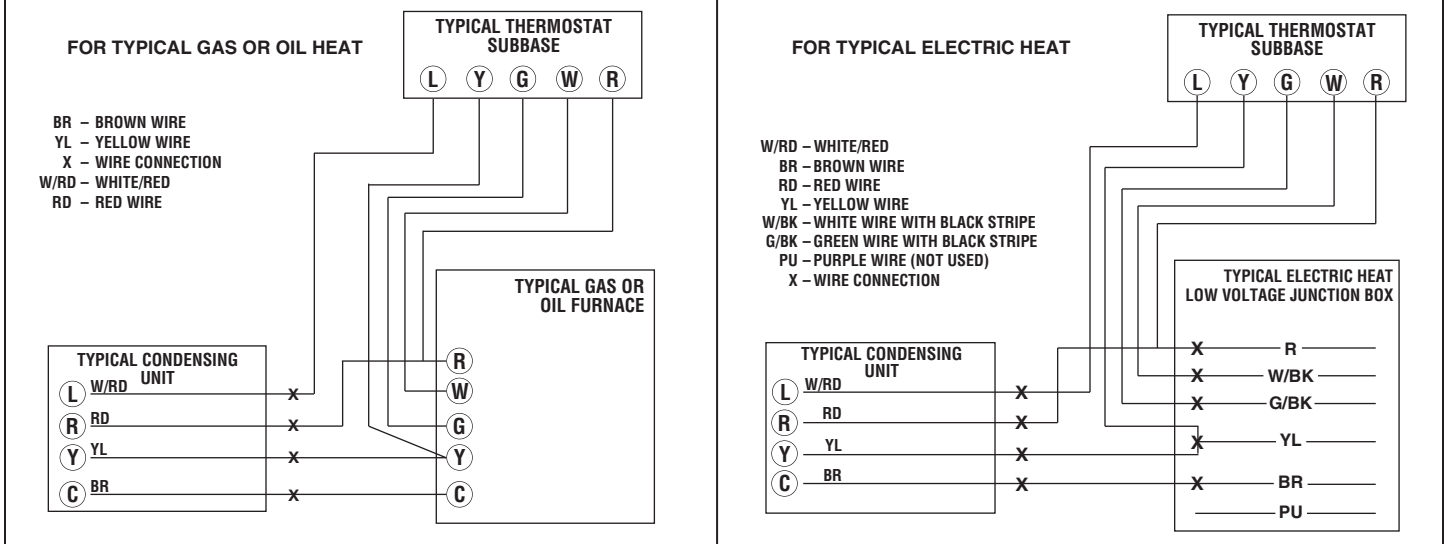 FOR TYPICAL GAS OR OIL HEAT
TYPICAL THERMOSTAT
SUBBASE
L Y G W R
BR – BROWN WIRE
YL – YELLOW WIRE
X – WIRE CONNECTION
W/RD – WHITE/RED
RD – RED WIRE
TYPICAL GAS OR
OIL FURNACE
R
W
G
Y
C
TYPICAL CONDENSING
UNIT
L W/RD X
R RD X
Y YL X
C BR X
FOR TYPICAL ELECTRIC HEAT
TYPICAL THERMOSTAT
SUBBASE
L Y G W R
W/RD – WHITE/RED
BR – BROWN WIRE
RD – RED WIRE
YL – YELLOW WIRE
W/BK – WHITE WIRE WITH BLACK STRIPE
G/BK – GREEN WIRE WITH BLACK STRIPE
PU – PURPLE WIRE (NOT USED)
X – WIRE CONNECTION
TYPICAL ELECTRIC HEAT
LOW VOLTAGE JUNCTION BOX
X R
X W/BK
X G/BK
X YL
X BR
PU
TYPICAL CONDENSING
UNIT
L W/RD X
R RD X
Y YL X
C BR X